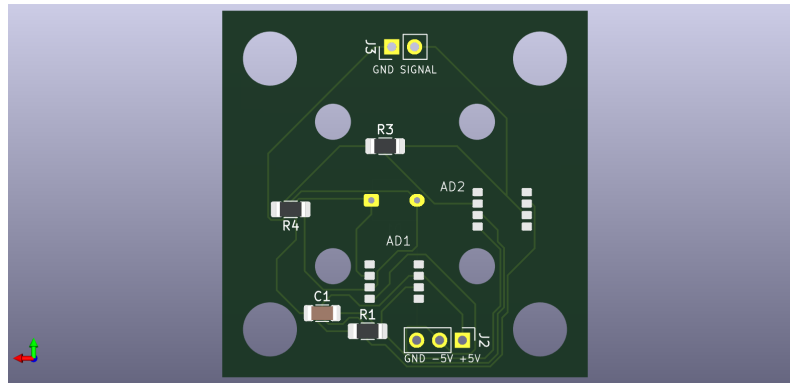 J3
GND SIGNAL
R3
AD2
R4
AD1
C1
R1
J2
GND -5V +5V